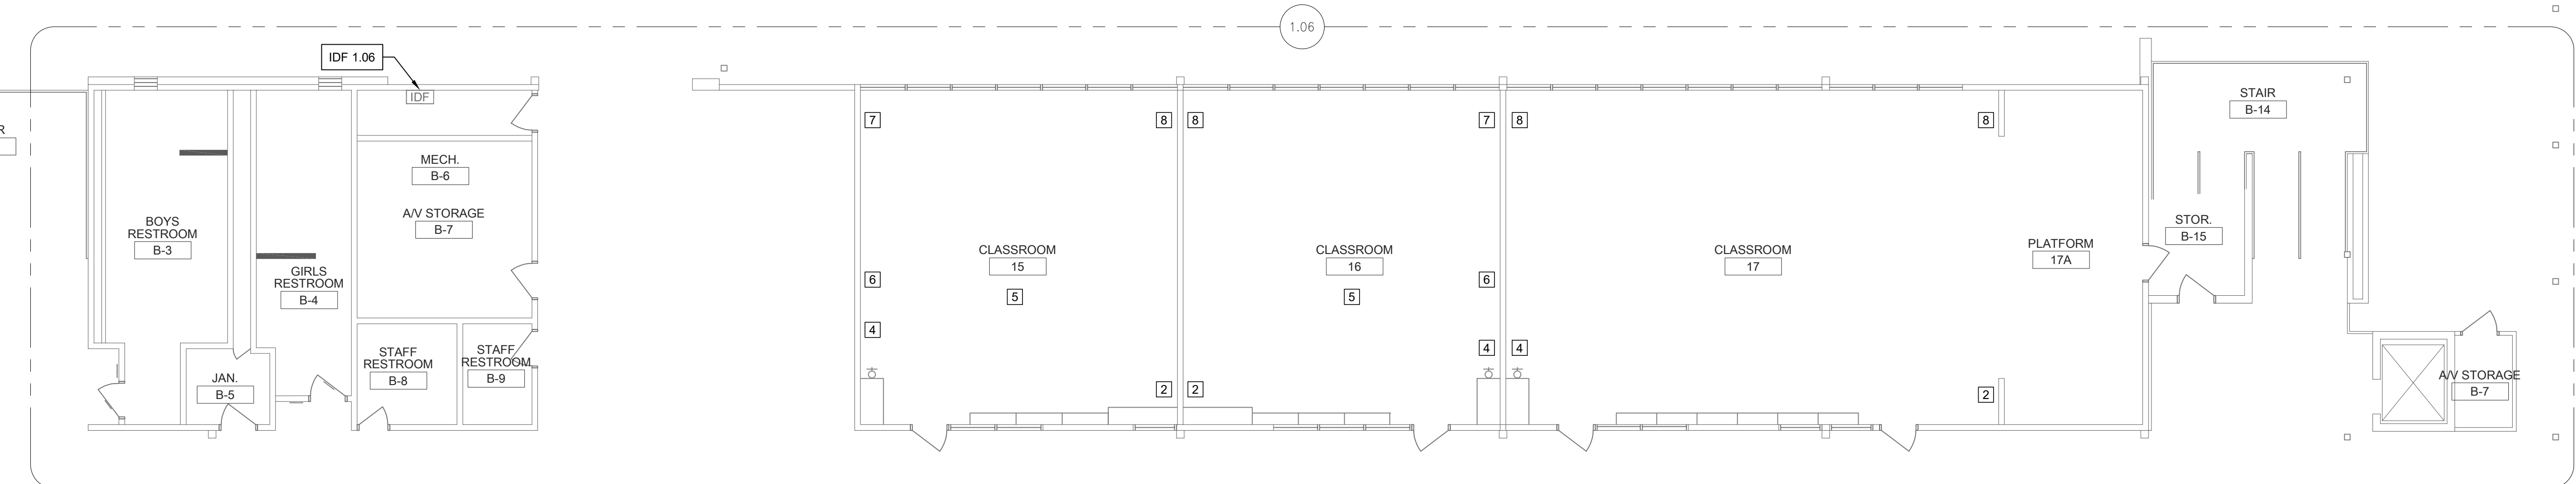 1.06
IDF 1.06
IDF
R
7
8
8
7
8
8
STAIR
B-14
MECH.
B-6
A/V STORAGE
B-7
BOYS
RESTROOM
B-3
STOR.
B-15
CLASSROOM
15
CLASSROOM
16
CLASSROOM
17
PLATFORM
17A
GIRLS
RESTROOM
B-4
6
6
5
5
4
4
4
STAFF
RESTROOM
B-8
STAFF
RESTROOM
B-9
JAN.
B-5
2
2
2
A/V STORAGE
B-7